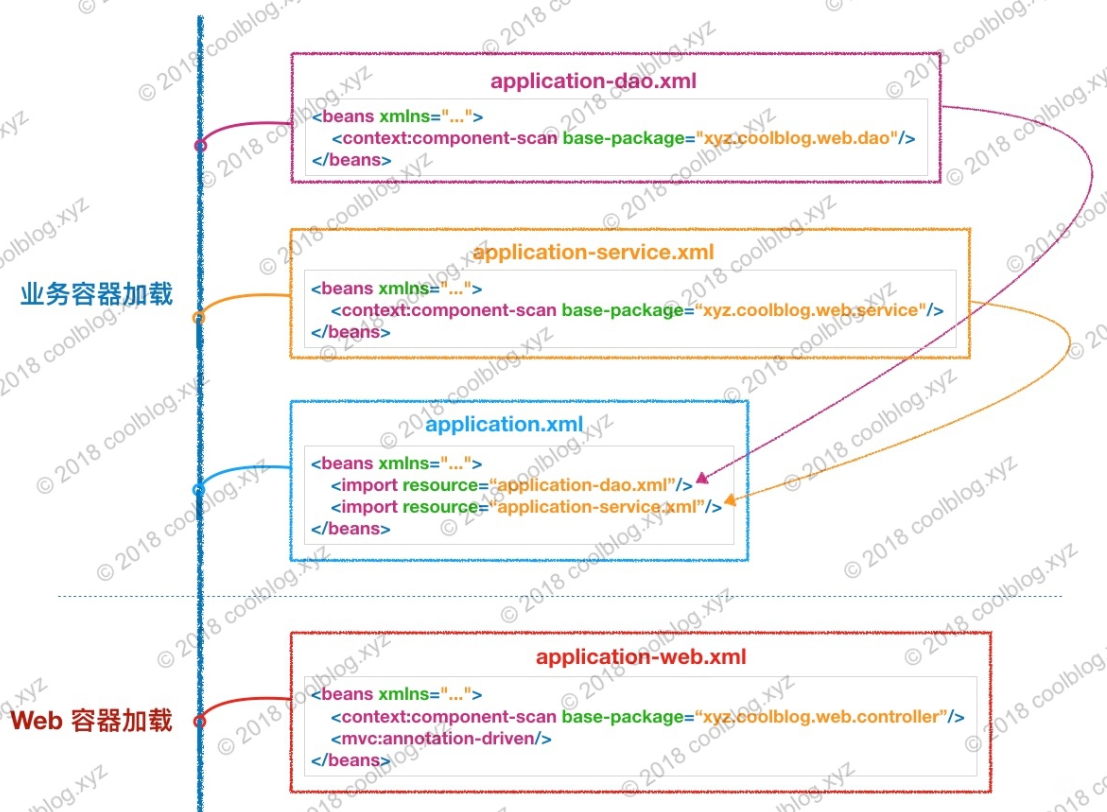 application-dao.xml
<beans xmlns="...">
<context:component-scan base-package="xyz.coolblog.web.dao"/>
</beans>
application-service.xml
业务容器加载
<beans xmlns="...">
<context:component-scan base-package=“xyz.coolblog.web.service"/>
</beans>
application.xml
<beans xmlns="...">
<import resource=“application-dao.xml”/>
<import resource=“application-service.xml”/>
</beans>
application-web.xml
Web 容器加载
<beans xmlns="...">
<context:component-scan base-package=“xyz.coolblog.web.controller”/>
<mvc:annotation-driven/>
</beans>
© 2018 coolblog.xyz